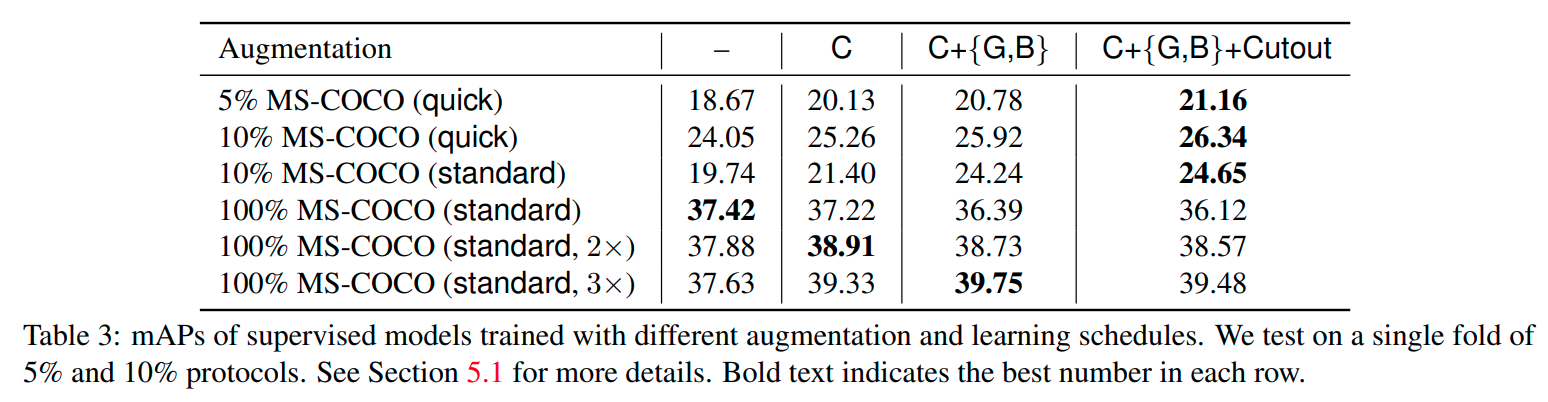 Augmentation – C C+{G,B} C+{G,B}+Cutout
5% MS-COCO (quick) 18.67 20.13 20.78 21.16
10% MS-COCO (quick) 24.05 25.26 25.92 26.34
10% MS-COCO (standard) 19.74 21.40 24.24 24.65
100% MS-COCO (standard) 37.42 37.22 36.39 36.12
100% MS-COCO (standard, 2×) 37.88 38.91 38.73 38.57
100% MS-COCO (standard, 3×) 37.63 39.33 39.75 39.48
Table 3: mAPs of supervised models trained with different augmentation and learning schedules. We test on a single fold of
5% and 10% protocols. See Section 5.1 for more details. Bold text indicates the best number in each row.